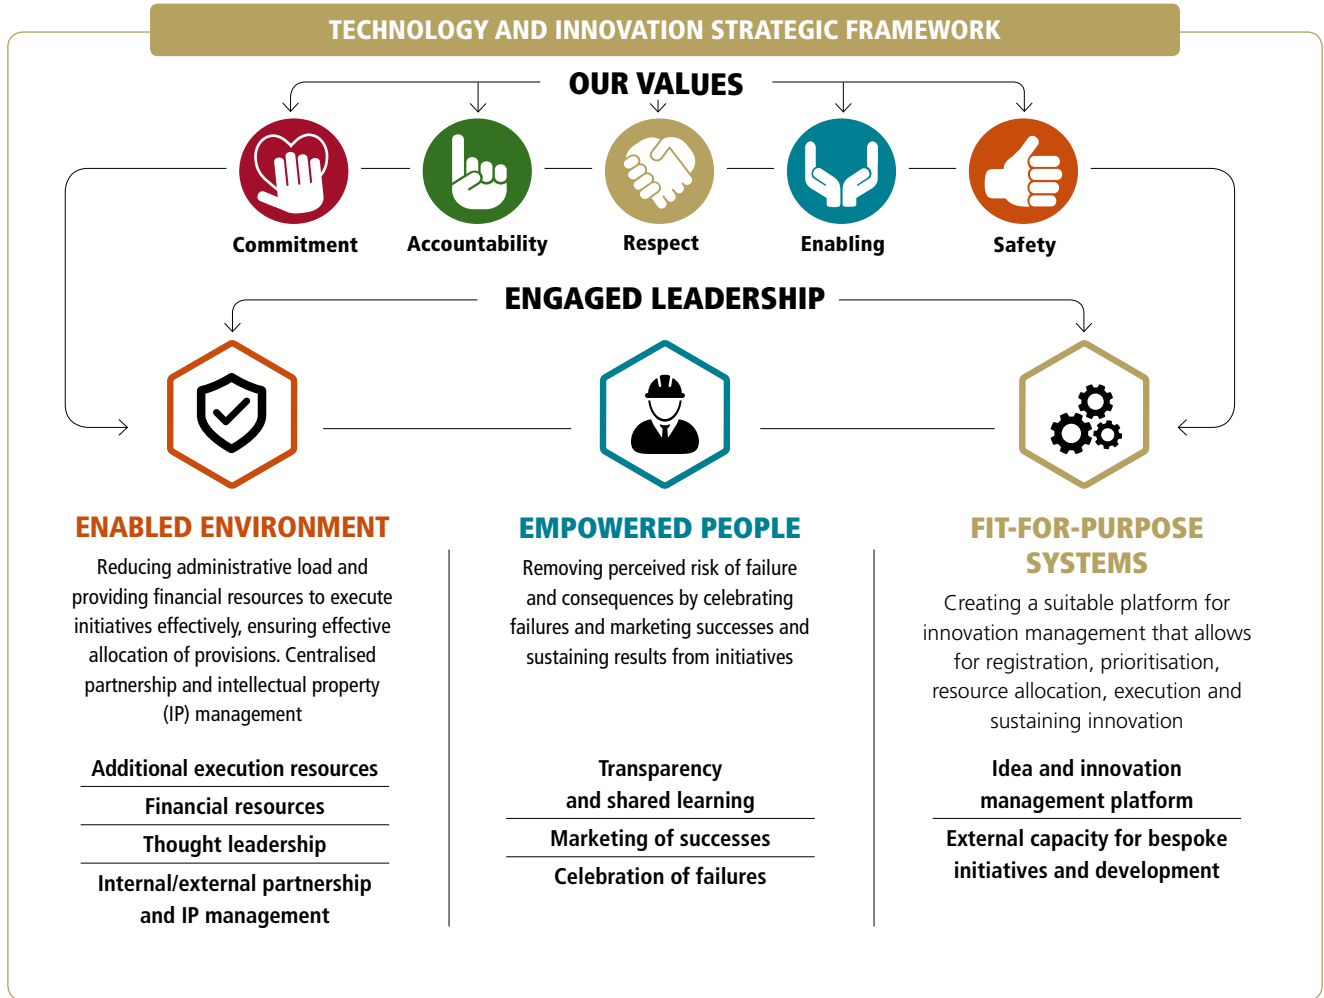 TECHNOLOGY AND INNOVATION STRATEGIC FRAMEWORK
OUR VALUES
Commitment
Accountability
Respect
Enabling
Safety
ENGAGED LEADERSHIP
ENABLED ENVIRONMENT
Reducing administrative load and
providing financial resources to execute
initiatives effectively, ensuring effective
allocation of provisions. Centralised
partnership and intellectual property
(IP) management
Additional execution resources
Financial resources
Thought leadership
Internal/external partnership
and IP management
EMPOWERED PEOPLE
Removing perceived risk of failure
and consequences by celebrating
failures and marketing successes and
sustaining results from initiatives
Transparency
and shared learning
Marketing of successes
Celebration of failures
FIT-FOR-PURPOSE
SYSTEMS
Creating a suitable platform for
innovation management that allows
for registration, prioritisation,
resource allocation, execution and
sustaining innovation
Idea and innovation
management platform
External capacity for bespoke
initiatives and development